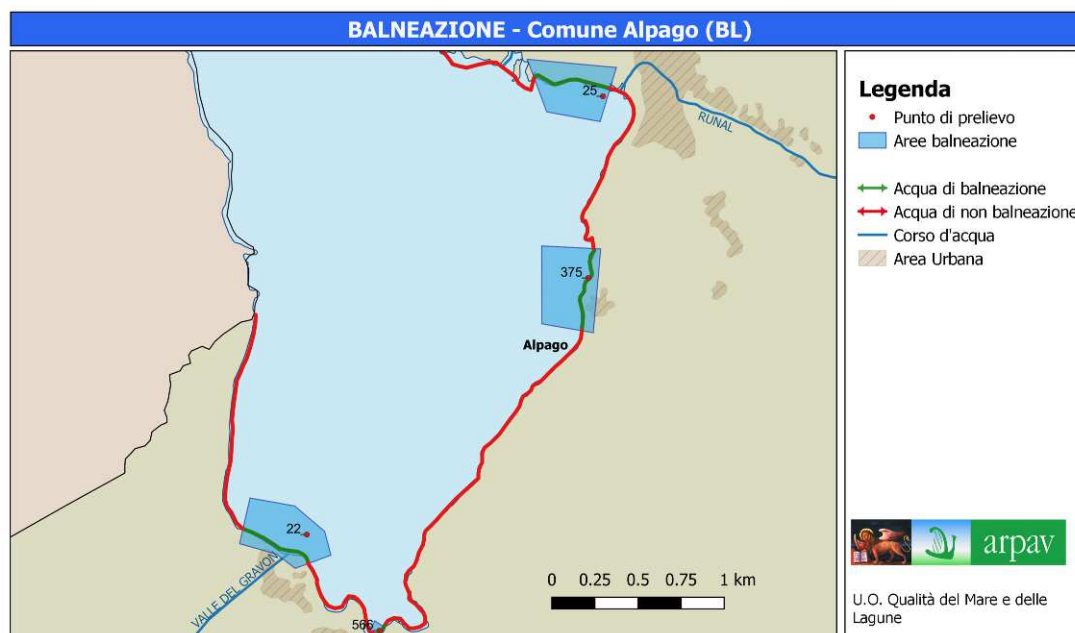 BALNEAZIONE - Comune Alpago (BL)
25
RUNAL
375
Alpago
22
VALLE DEL GRAVON
566
0 0.25 0.5 0.75 1 km
Legenda
Punto di prelievo
Aree balneazione
Acqua di balneazione
Acqua di non balneazione
Corso d'acqua
Area Urbana
arpav
U.O. Qualità del Mare e delle
Lagune